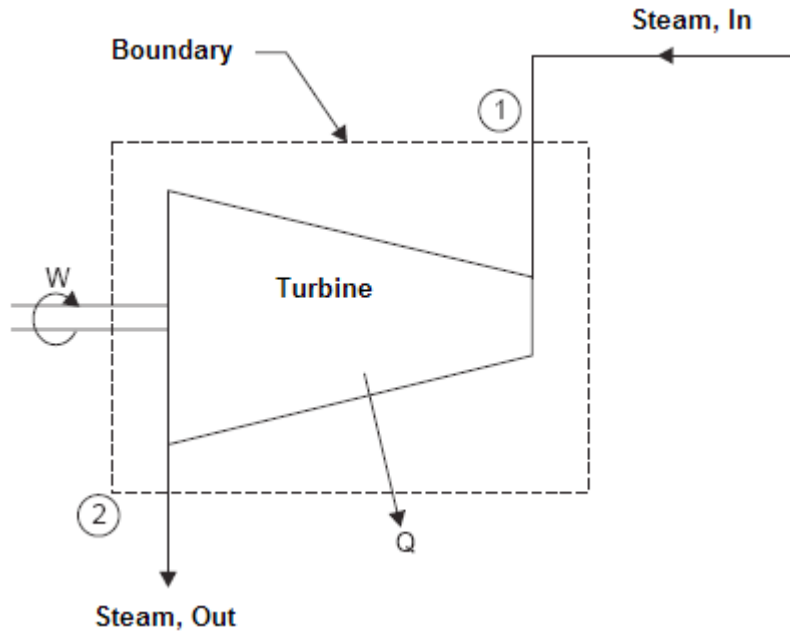 Steam, In
Boundary
1
W
Turbine
2
Q
Steam, Out